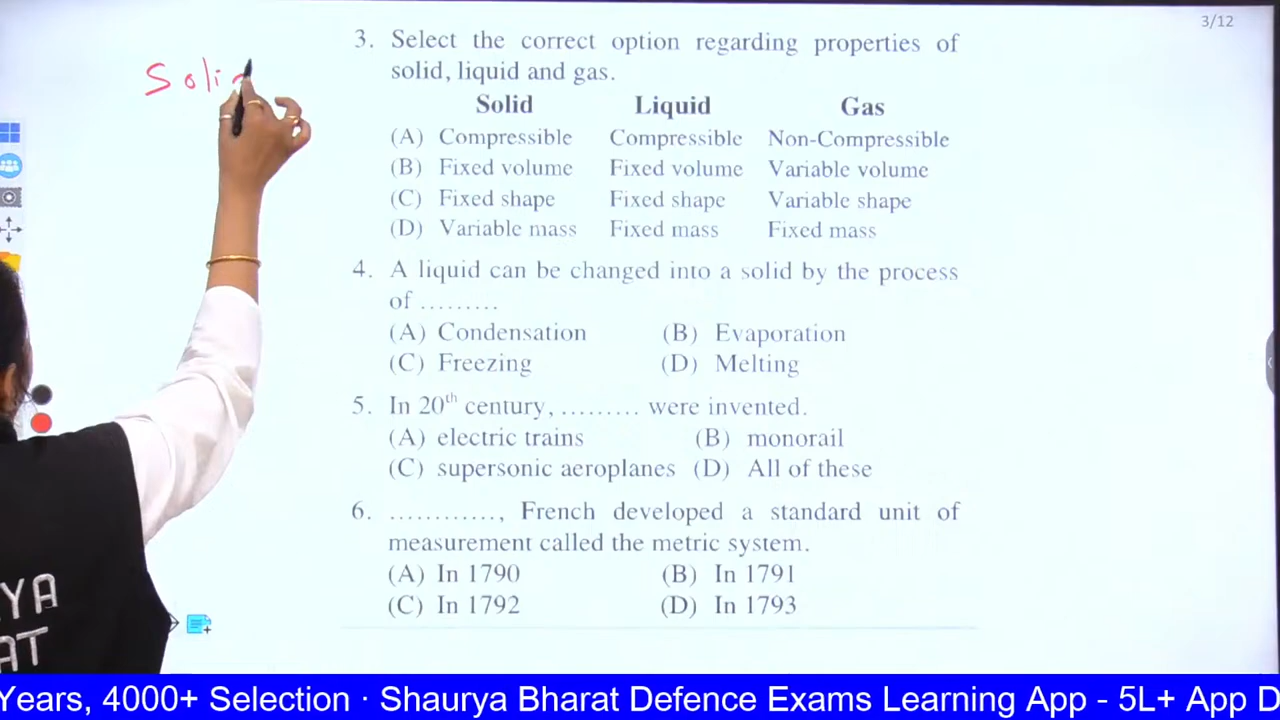 3/12
Soli
3. Select the correct option regarding properties of
solid, liquid and gas.
Solid Liquid Gas
(A) Compressible Compressible Non-Compressible
(B) Fixed volume Fixed volume Variable volume
(C) Fixed shape Fixed shape Variable shape
(D) Variable mass Fixed mass Fixed mass
4. A liquid can be changed into a solid by the process
of .........
(A) Condensation (B) Evaporation
(C) Freezing (D) Melting
5. In 20th century, ......... were invented.
(A) electric trains (B) monorail
(C) supersonic aeroplanes (D) All of these
6. ............, French developed a standard unit of
measurement called the metric system.
(A) In 1790 (B) In 1791
(C) In 1792 (D) In 1793
YA
AT
Years, 4000+ Selection · Shaurya Bharat Defence Exams Learning App - 5L+ App D